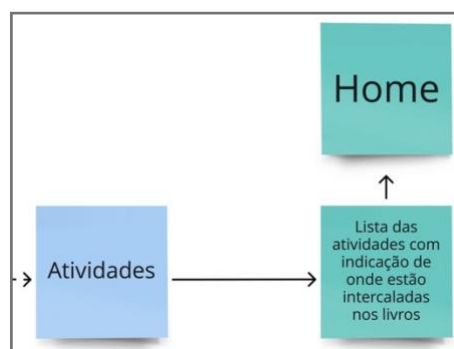 Home
Atividades
Lista das
atividades com
indicação de
onde estão
intercaladas
nos livros